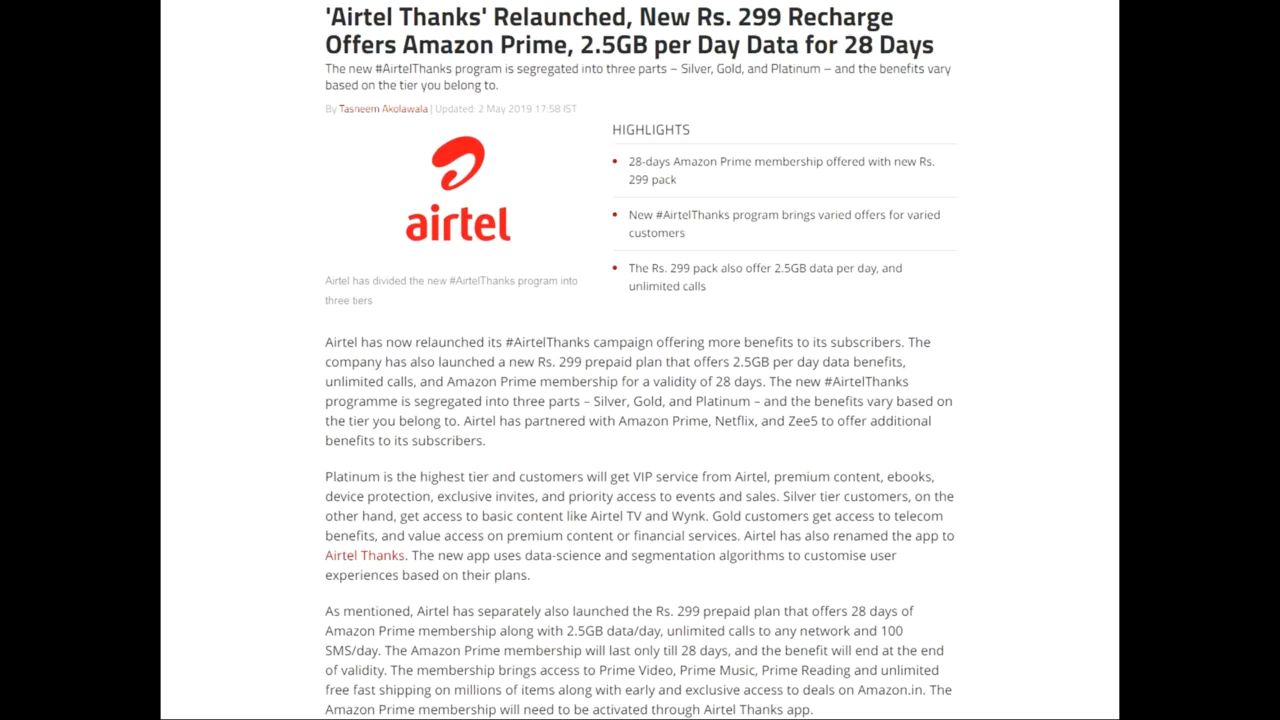 'Airtel Thanks' Relaunched, New Rs. 299 Recharge
Offers Amazon Prime, 2.5GB per Day Data for 28 Days
The new #AirtelThanks program is segregated into three parts – Silver, Gold, and Platinum – and the benefits vary
based on the tier you belong to.
By Tasneem Akolawala | Updated: 2 May 2019 17:58 IST
airtel
Airtel has divided the new #AirtelThanks program into
three tiers
HIGHLIGHTS
28-days Amazon Prime membership offered with new Rs.
299 pack
New #AirtelThanks program brings varied offers for varied
customers
The Rs. 299 pack also offer 2.5GB data per day, and
unlimited calls
Airtel has now relaunched its #AirtelThanks campaign offering more benefits to its subscribers. The
company has also launched a new Rs. 299 prepaid plan that offers 2.5GB per day data benefits,
unlimited calls, and Amazon Prime membership for a validity of 28 days. The new #AirtelThanks
programme is segregated into three parts – Silver, Gold, and Platinum – and the benefits vary based on
the tier you belong to. Airtel has partnered with Amazon Prime, Netflix, and Zee5 to offer additional
benefits to its subscribers.
Platinum is the highest tier and customers will get VIP service from Airtel, premium content, ebooks,
device protection, exclusive invites, and priority access to events and sales. Silver tier customers, on the
other hand, get access to basic content like Airtel TV and Wynk. Gold customers get access to telecom
benefits, and value access on premium content or financial services. Airtel has also renamed the app to
Airtel Thanks. The new app uses data-science and segmentation algorithms to customise user
experiences based on their plans.
As mentioned, Airtel has separately also launched the Rs. 299 prepaid plan that offers 28 days of
Amazon Prime membership along with 2.5GB data/day, unlimited calls to any network and 100
SMS/day. The Amazon Prime membership will last only till 28 days, and the benefit will end at the end
of validity. The membership brings access to Prime Video, Prime Music, Prime Reading and unlimited
free fast shipping on millions of items along with early and exclusive access to deals on Amazon.in. The
Amazon Prime membership will need to be activated through Airtel Thanks app.